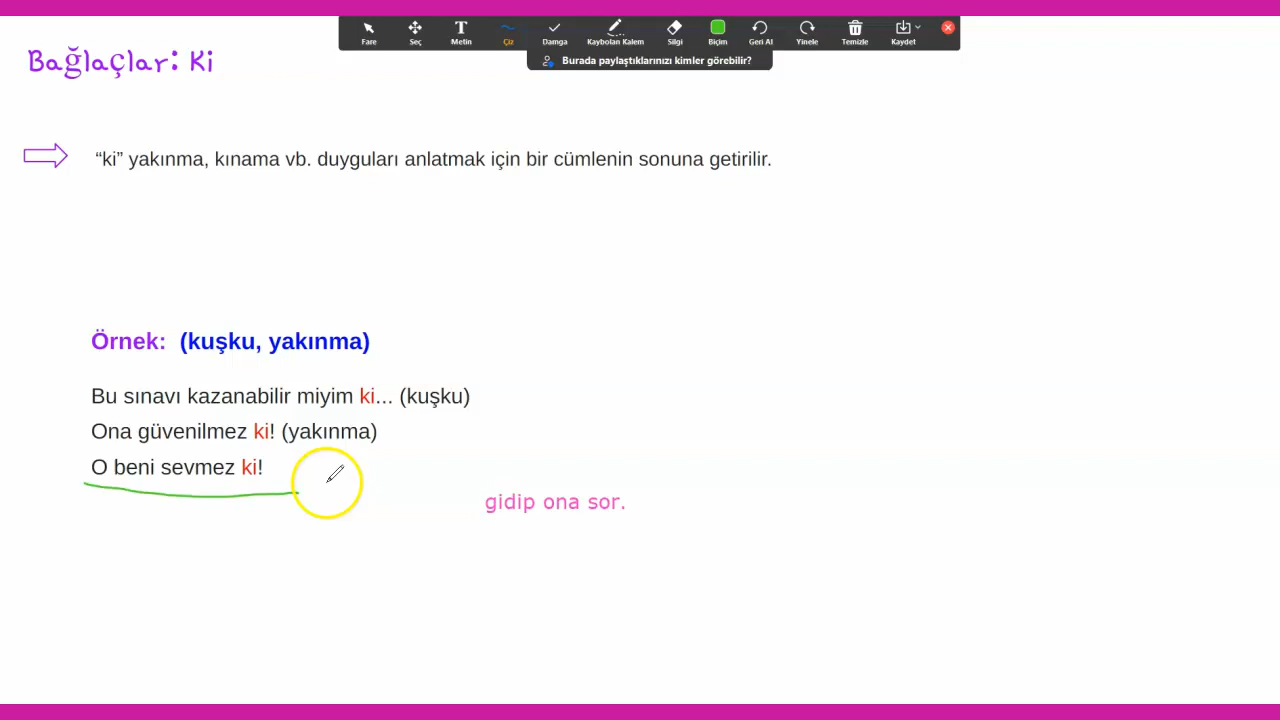 Fare Seç Metin Çiz Damga Kaybolan Kalem Silgi Biçim Geri Al Yinele Temizle Kaydet
Burada paylaştıklarınızı kimler görebilir?
Bağlaçlar: Ki
“ki” yakınma, kınama vb. duyguları anlatmak için bir cümlenin sonuna getirilir.
Örnek: (kuşku, yakınma)
Bu sınavı kazanabilir miyim ki... (kuşku)
Ona güvenilmez ki! (yakınma)
O beni sevmez ki!
gidip ona sor.